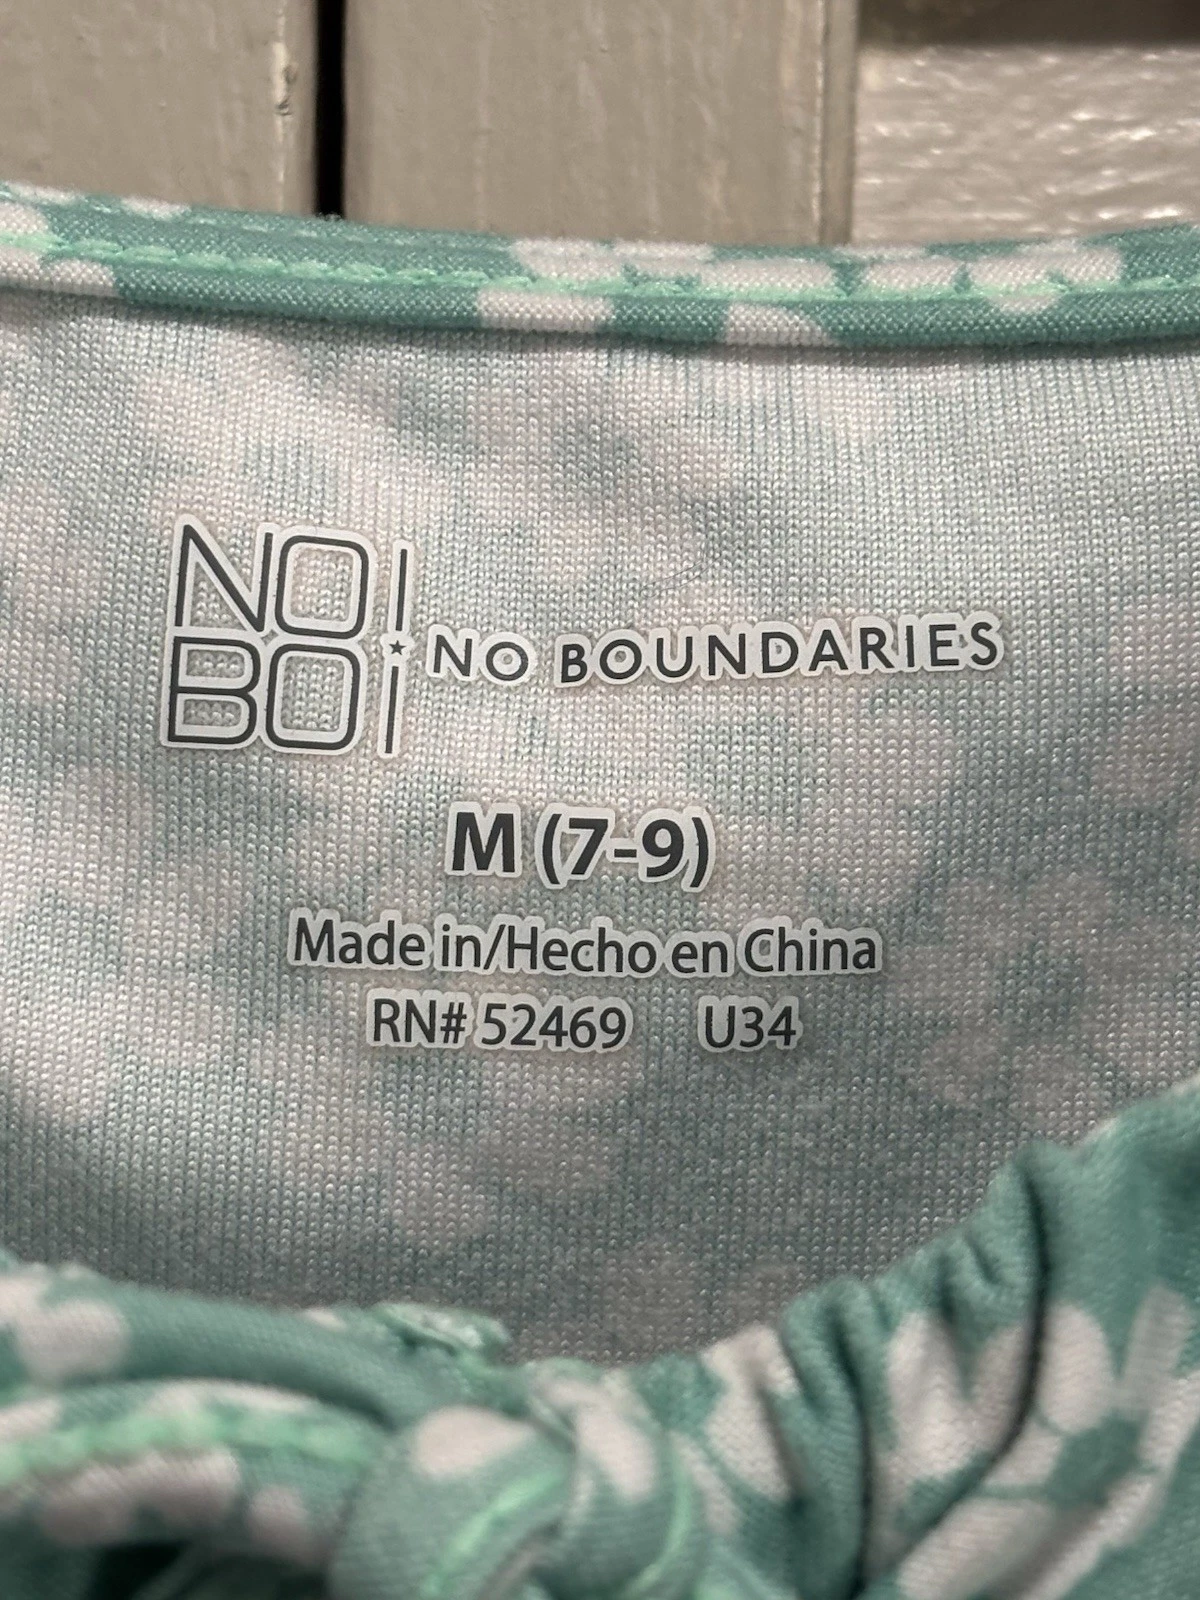 NO
BO
NO BOUNDARIES
M (7-9)
Made in/Hecho en China
RN# 52469 U34